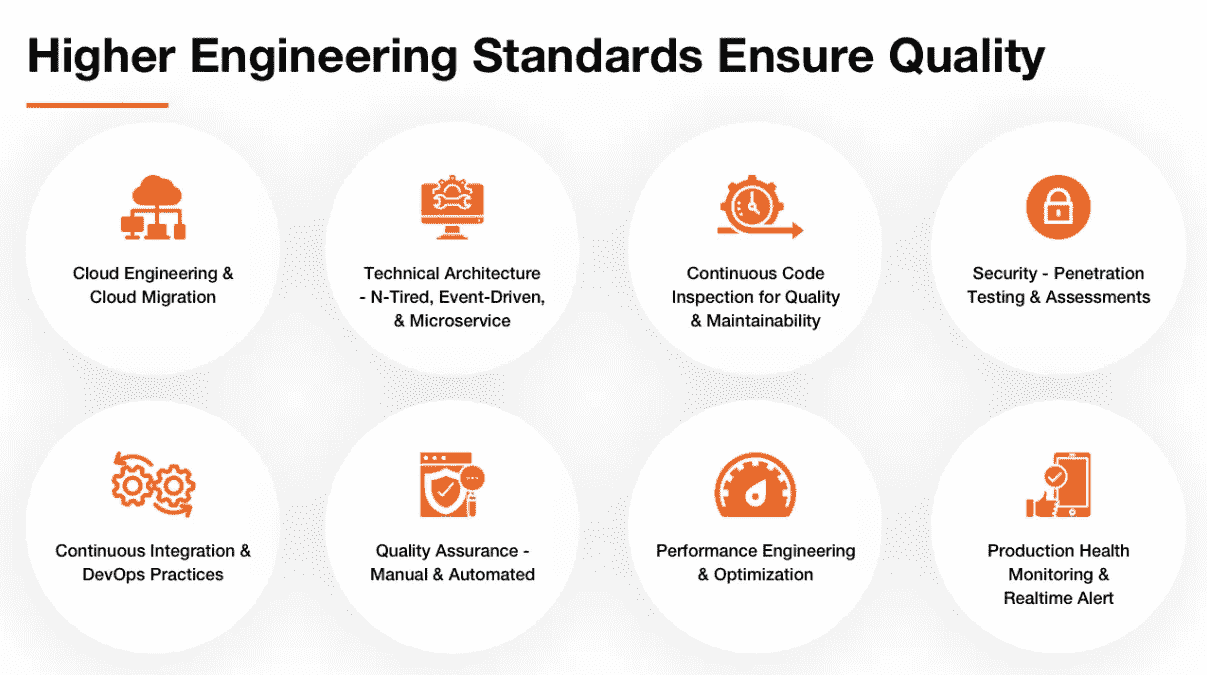 Higher Engineering Standards Ensure Quality
Cloud Engineering &
Cloud Migration
Technical Architecture
- N-Tired, Event-Driven,
& Microservice
Continuous Code
Inspection for Quality
& Maintainability
Security - Penetration
Testing & Assessments
Continuous Integration &
DevOps Practices
Quality Assurance -
Manual & Automated
Performance Engineering
& Optimization
Production Health
Monitoring &
Realtime Alert